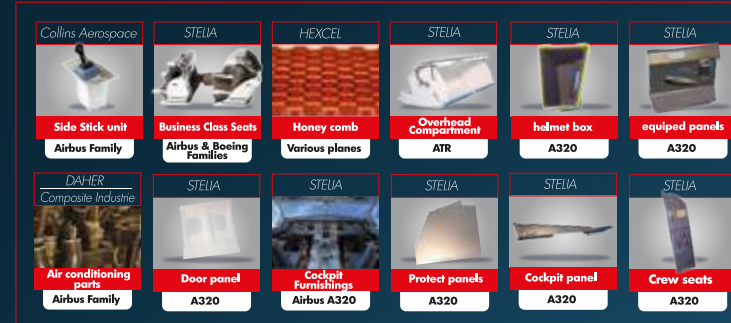 Collins Aerospace
Side Stick unit
Airbus Family
STELIA
Business Class Seats
Airbus & Boeing
Families
HEXCEL
Honey comb
Various planes
STELIA
Overhead
Compartment
ATR
STELIA
helmet box
A320
STELIA
equiped panels
A320
DAHER
Composite Industrie
Air conditioning
parts
Airbus Family
STELIA
Door panel
A320
STELIA
Cockpit
Furnishings
Airbus A320
STELIA
Protect panels
A320
STELIA
Cockpit panel
A320
STELIA
Crew seats
A320